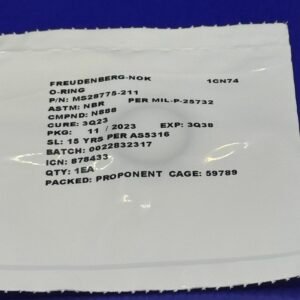 FREUDENBERG-NOK 1CN74
O-RING
P/N: MS28775-211
ASTM: NBR PER MIL-P-25732
CMPND: N888
CURE: 3Q23
PKG: 11 / 2023 EXP: 3Q38
SL: 15 YRS PER AS5316
BATCH: 0022832317
ICN: 878433
QTY: 1EA
PACKED: PROPONENT CAGE: 59789